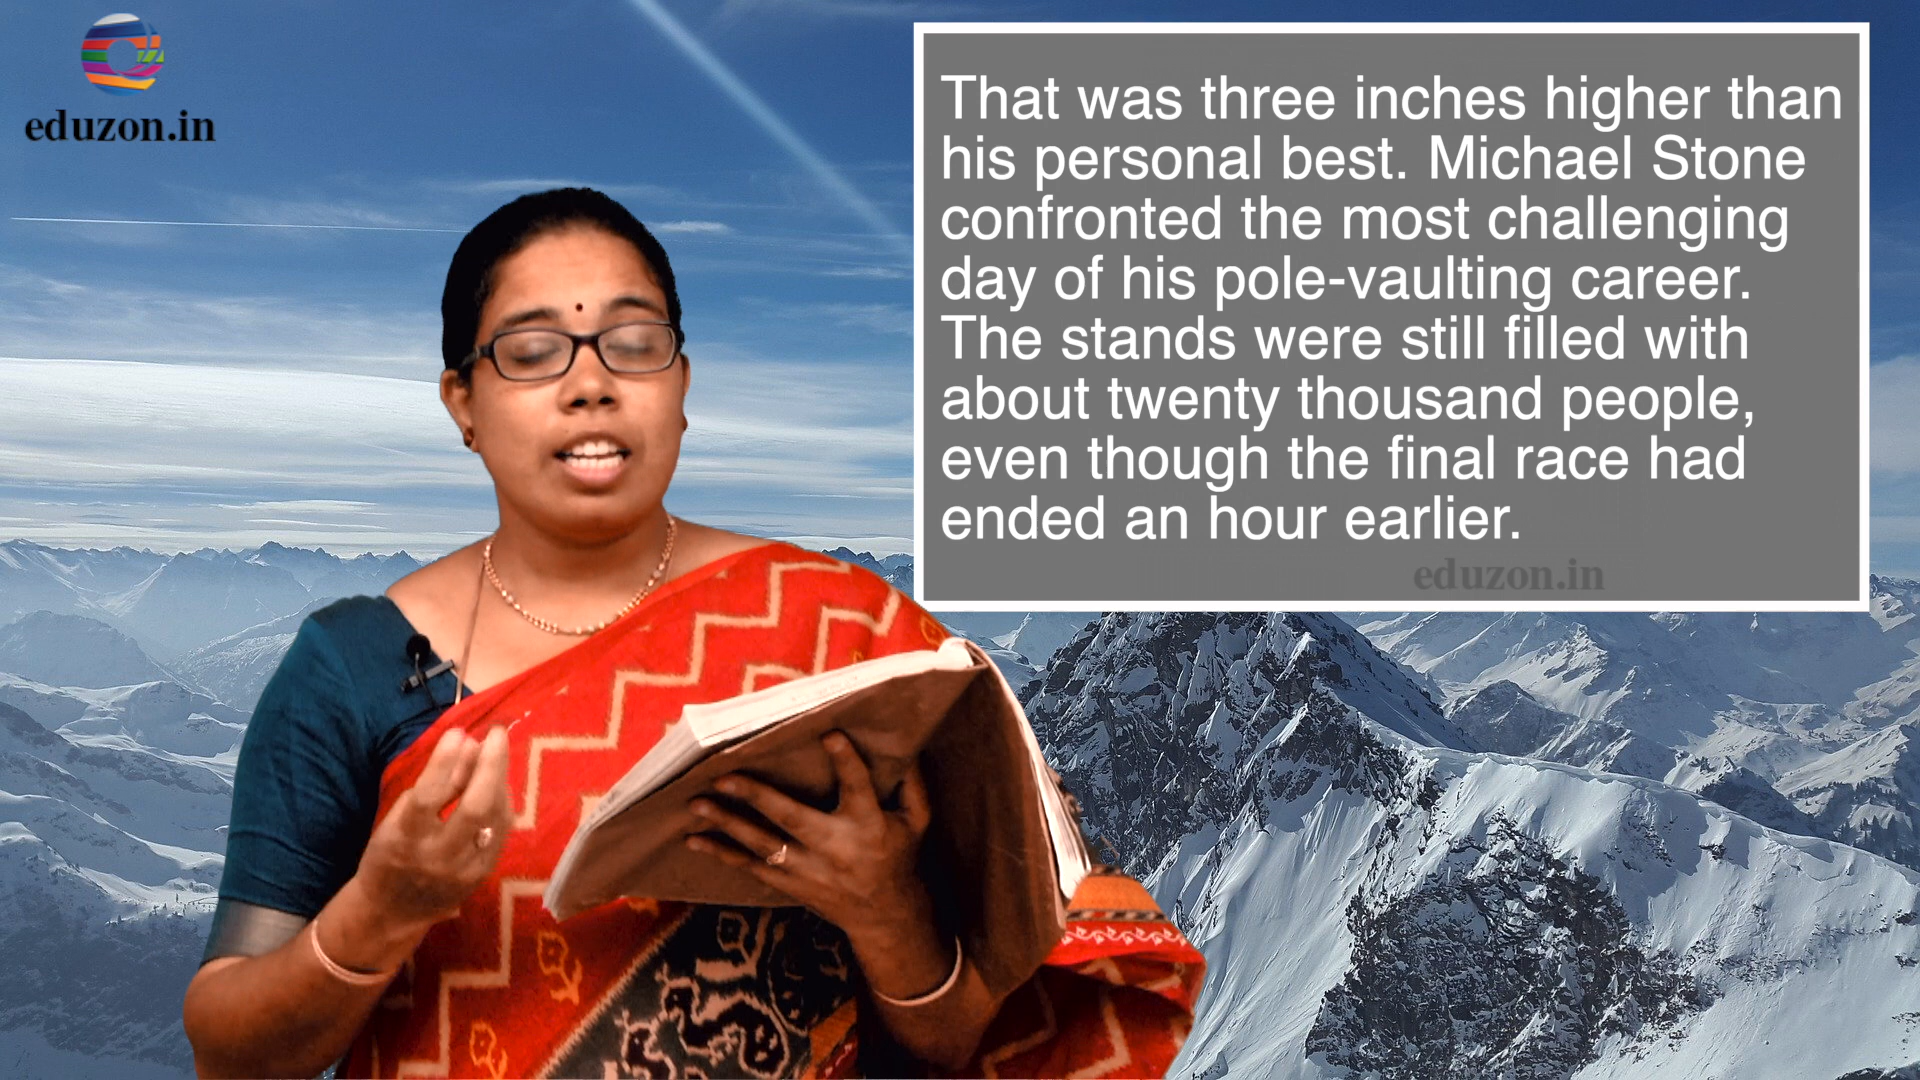 eduzon.in
That was three inches higher than
his personal best. Michael Stone
confronted the most challenging
day of his pole-vaulting career.
The stands were still filled with
about twenty thousand people,
even though the final race had
ended an hour earlier.
eduzon.in